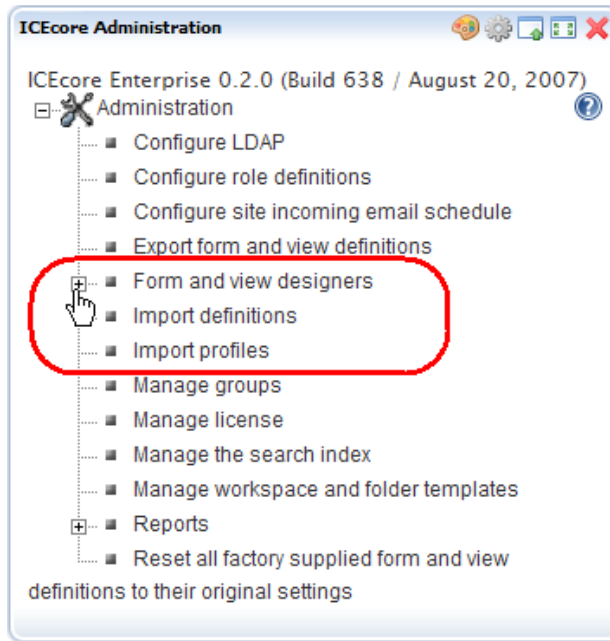 ICEcore Administration
ICEcore Enterprise 0.2.0 (Build 638 / August 20, 2007)
Administration
Configure LDAP
Configure role definitions
Configure site incoming email schedule
Export form and view definitions
Form and view designers
Import definitions
Import profiles
Manage groups
Manage license
Manage the search index
Manage workspace and folder templates
Reports
Reset all factory supplied form and view
definitions to their original settings